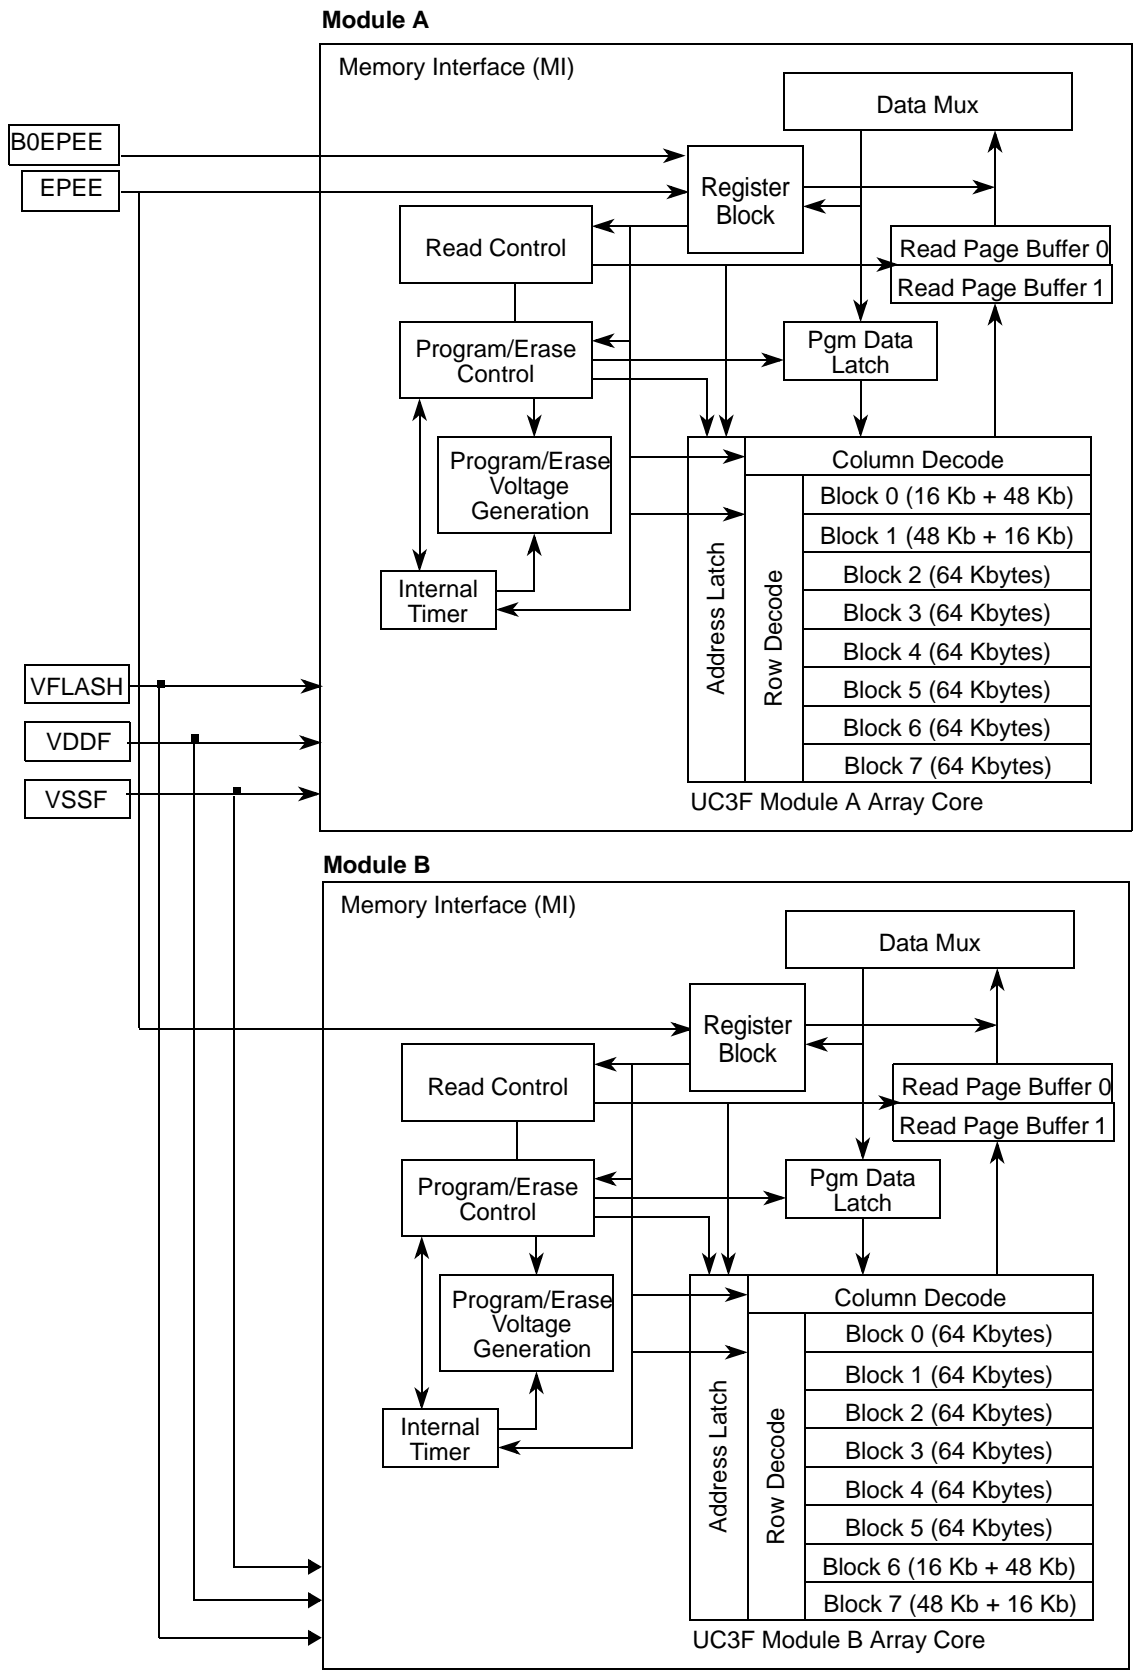 Module A
Memory Interface (MI)
Data Mux
B0EPEE
EPEE
Register
Block
Read Control
Read Page Buffer 0
Read Page Buffer 1
Program/Erase
Control
Pgm Data
Latch
Program/Erase
Voltage
Generation
Internal
Timer
Address Latch
Row Decode
Column Decode
Block 0 (16 Kb + 48 Kb)
Block 1 (48 Kb + 16 Kb)
Block 2 (64 Kbytes)
Block 3 (64 Kbytes)
Block 4 (64 Kbytes)
Block 5 (64 Kbytes)
Block 6 (64 Kbytes)
Block 7 (64 Kbytes)
UC3F Module A Array Core
VFLASH
VDDF
VSSF
Module B
Memory Interface (MI)
Data Mux
Register
Block
Read Control
Read Page Buffer 0
Read Page Buffer 1
Program/Erase
Control
Pgm Data
Latch
Program/Erase
Voltage
Generation
Internal
Timer
Address Latch
Row Decode
Column Decode
Block 0 (64 Kbytes)
Block 1 (64 Kbytes)
Block 2 (64 Kbytes)
Block 3 (64 Kbytes)
Block 4 (64 Kbytes)
Block 5 (64 Kbytes)
Block 6 (16 Kb + 48 Kb)
Block 7 (48 Kb + 16 Kb)
UC3F Module B Array Core